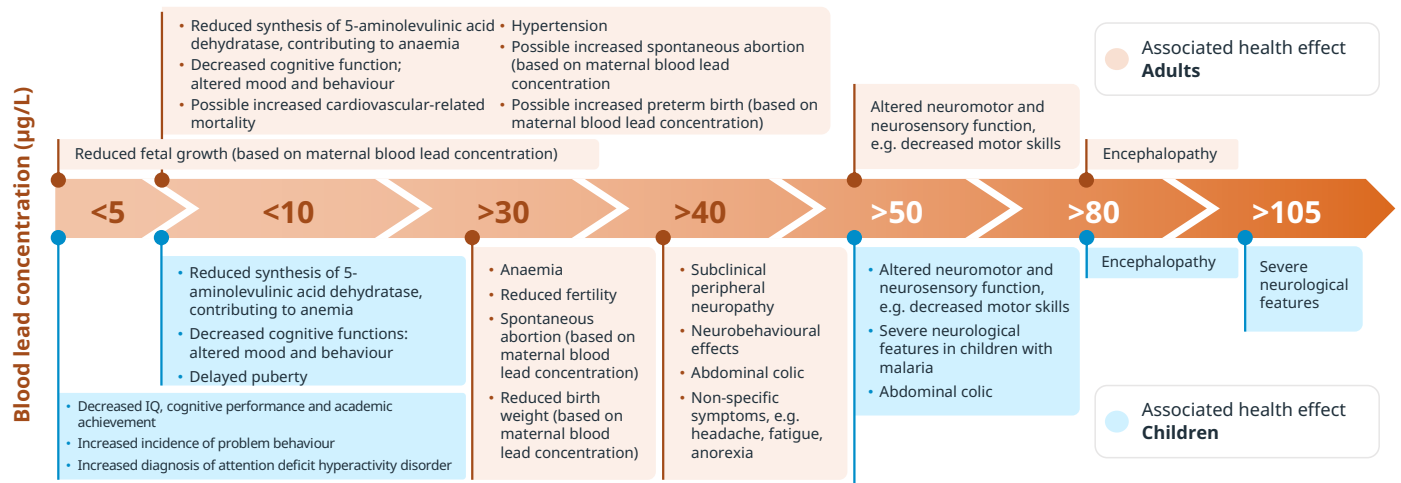 Blood lead concentration (µg/L)
• Reduced synthesis of 5-aminolevulinic acid
dehydratase, contributing to anaemia
• Decreased cognitive function;
altered mood and behaviour
• Possible increased cardiovascular-related
mortality
• Hypertension
• Possible increased spontaneous abortion
(based on maternal blood lead
concentration
• Possible increased preterm birth (based on
maternal blood lead concentration)
Associated health effect
Adults
Reduced fetal growth (based on maternal blood lead concentration)
Altered neuromotor and
neurosensory function,
e.g. decreased motor skills
Encephalopathy
<5
<10
>30
>40
>50
>80
>105
• Reduced synthesis of 5-
aminolevulinic acid dehydratase,
contributing to anemia
• Decreased cognitive functions:
altered mood and behaviour
• Delayed puberty
• Decreased IQ, cognitive performance and academic
achievement
• Increased incidence of problem behaviour
• Increased diagnosis of attention deficit hyperactivity disorder
• Anaemia
• Reduced fertility
• Spontaneous
abortion (based on
maternal blood
lead concentration)
• Reduced birth
weight (based on
maternal blood
lead concentration)
• Subclinical
peripheral
neuropathy
• Neurobehavioural
effects
• Abdominal colic
• Non-specific
symptoms, e.g.
headache, fatigue,
anorexia
• Altered neuromotor and
neurosensory function,
e.g. decreased motor skills
• Severe neurological
features in children with
malaria
• Abdominal colic
Encephalopathy
Severe
neurological
features
Associated health effect
Children